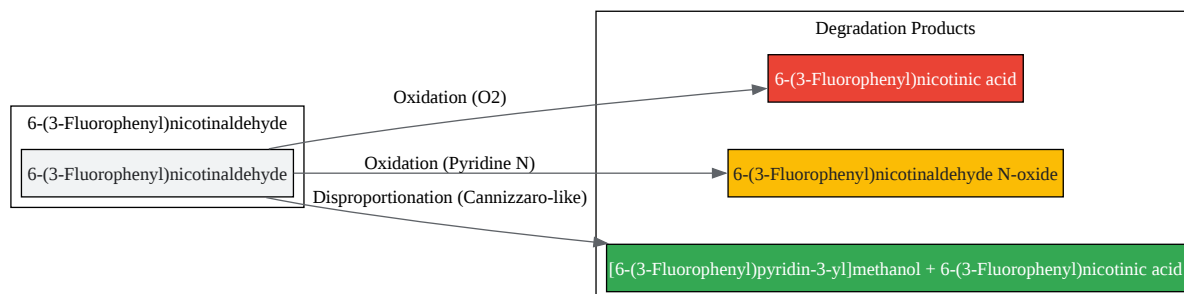 Degradation Products
6-(3-Fluorophenyl)nicotinic acid
Oxidation (O2)
6-(3-Fluorophenyl)nicotinaldehyde
6-(3-Fluorophenyl)nicotinaldehyde
Oxidation (Pyridine N)
6-(3-Fluorophenyl)nicotinaldehyde N-oxide
Disproportionation (Cannizzaro-like)
[6-(3-Fluorophenyl)pyridin-3-yl]methanol + 6-(3-Fluorophenyl)nicotinic acid